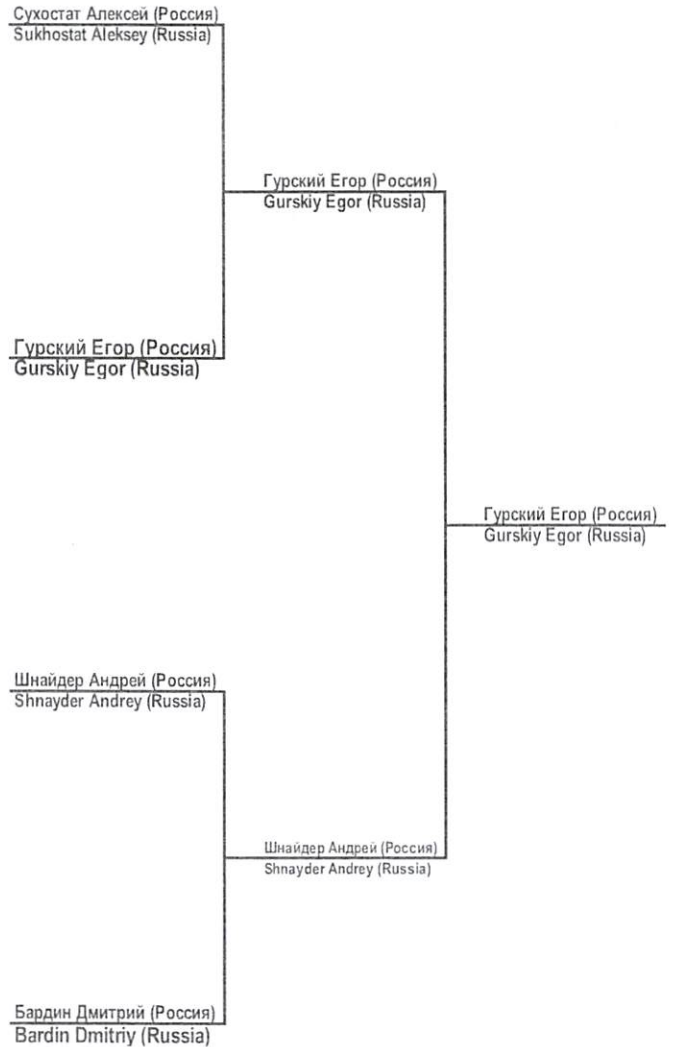 Сухостат Алексей (Россия)
Sukhostat Aleksey (Russia)
Гурский Егор (Россия)
Gurskiy Egor (Russia)
Гурский Егор (Россия)
Gurskiy Egor (Russia)
Гурский Егор (Россия)
Gurskiy Egor (Russia)
Шнайдер Андрей (Россия)
Shnayder Andrey (Russia)
Шнайдер Андрей (Россия)
Shnayder Andrey (Russia)
Бардин Дмитрий (Россия)
Bardin Dmitriy (Russia)